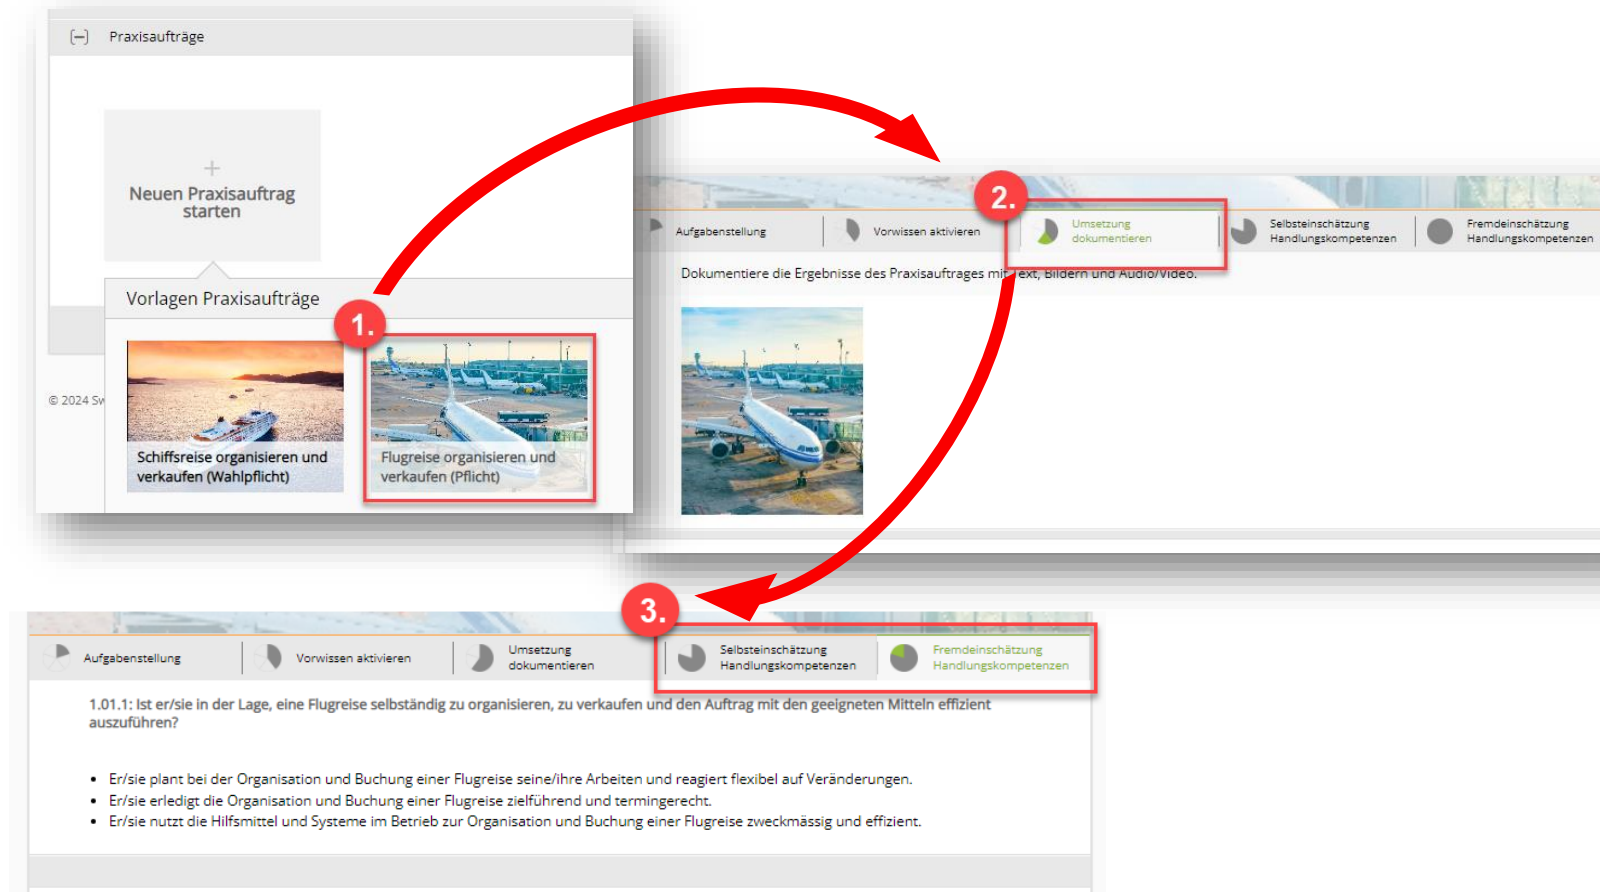 Praxisaufträge
+
Neuen Praxisauftrag
starten
Vorlagen Praxisaufträge
1.
Schiffsreise organisieren und
verkaufen (Wahlpflicht)
Flugreise organisieren und
verkaufen (Pflicht)
© 2024 Sw
2.
Aufgabenstellung
Vorwissen aktivieren
Umsetzung
dokumentieren
Selbsteinschätzung
Handlungskompetenzen
Fremdeinschätzung
Handlungskompetenzen
Dokumentiere die Ergebnisse des Praxisauftrages mit Text, Bildern und Audio/Video.
3.
Aufgabenstellung
Vorwissen aktivieren
Umsetzung
dokumentieren
Selbsteinschätzung
Handlungskompetenzen
Fremdeinschätzung
Handlungskompetenzen
1.01.1: Ist er/sie in der Lage, eine Flugreise selbständig zu organisieren, zu verkaufen und den Auftrag mit den geeigneten Mitteln effizient
auszuführen?
• Er/sie plant bei der Organisation und Buchung einer Flugreise seine/ihre Arbeiten und reagiert flexibel auf Veränderungen.
• Er/sie erledigt die Organisation und Buchung einer Flugreise zielführend und termingerecht.
• Er/sie nutzt die Hilfsmittel und Systeme im Betrieb zur Organisation und Buchung einer Flugreise zweckmässig und effizient.